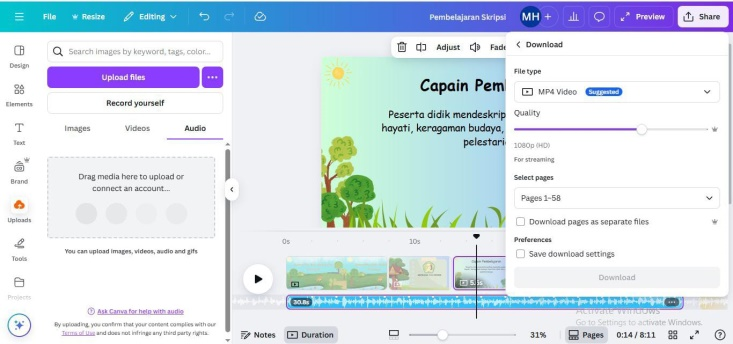 File
Resize
Editing
Pembelajaran Skripsi
MH
Preview
Share
Design
Elements
Text
Brand
Uploads
Tools
Projects
Search images by keyword, tags, color...
Upload files
Record yourself
Images Videos Audio
Drag media here to upload or
connect an account...
You can upload images, videos, audio and gifs
Ask Canva for help with audio
By uploading, you confirm that your content complies with our
Terms of Use and does not infringe any third party rights.
Adjust
Fade
Capain Pem
Peserta didik mendeskrip
hayati, keragaman budaya,
pelestari
Download
File type
MP4 Video Suggested
Quality
1080p (HD)
For streaming
Select pages
Pages 1-58
Download pages as separate files
Preferences
Save download settings
Download
0s 10s
5.0s
30.8s
Activate Windows
Go to Settings to activate Windows.
Notes
Duration
31%
Pages
0:14 / 8:11